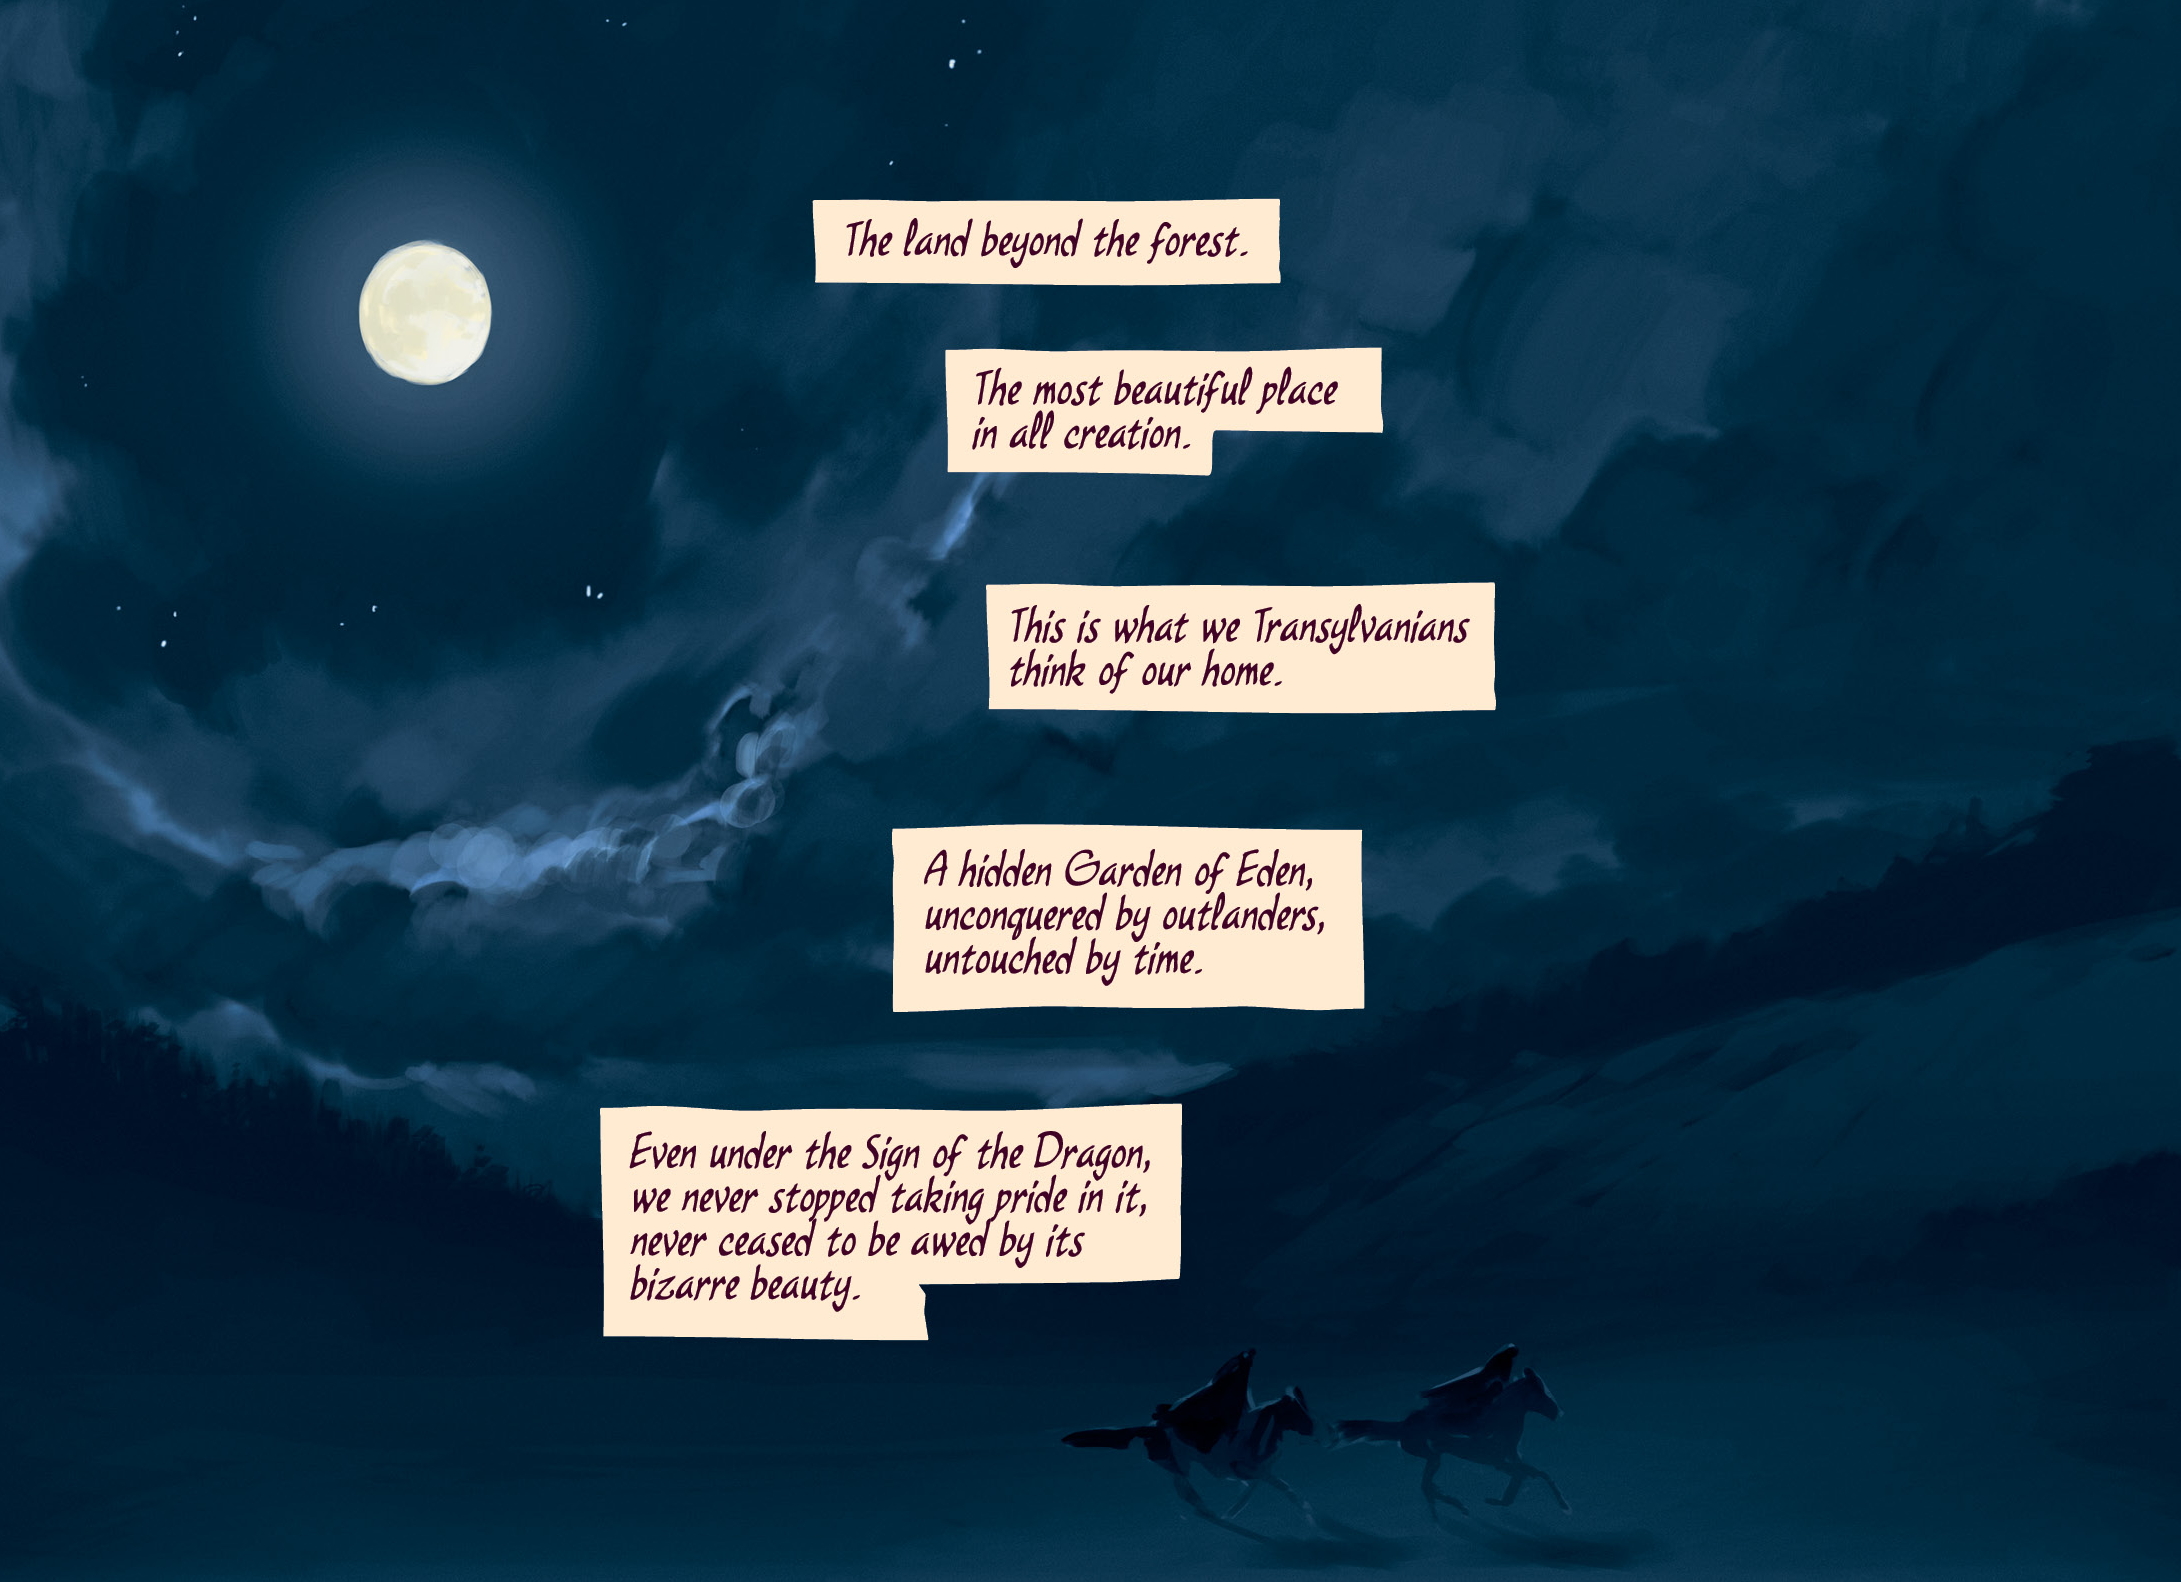 The land beyond the forest.
The most beautiful place
in all creation.
This is what we Transylvanians
think of our home.
A hidden Garden of Eden,
unconquered by outlanders,
untouched by time.
Even under the Sign of the Dragon,
we never stopped taking pride in it,
never ceased to be awed by its
bizarre beauty.